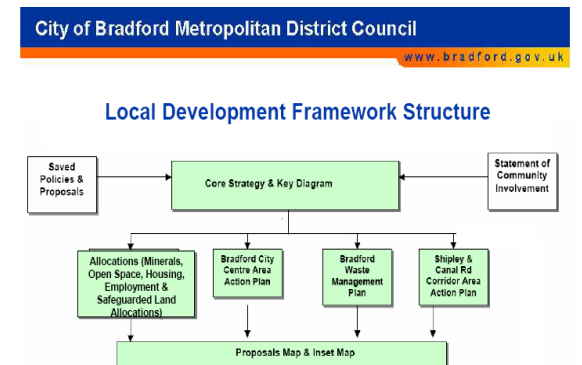 City of Bradford Metropolitan District Council
www.bradford.gov.uk
Local Development Framework Structure
Saved
Policies &
Proposals
Core Strategy & Key Diagram
Statement of
Community
Involvement
Allocations (Minerals,
Open Space, Housing,
Employment &
Safeguarded Land
Allocations)
Bradford City
Centre Area
Action Plan
Bradford
Waste
Management
Plan
Shipley &
Canal Rd
Corridor Area
Action Plan
Proposals Map & Inset Map